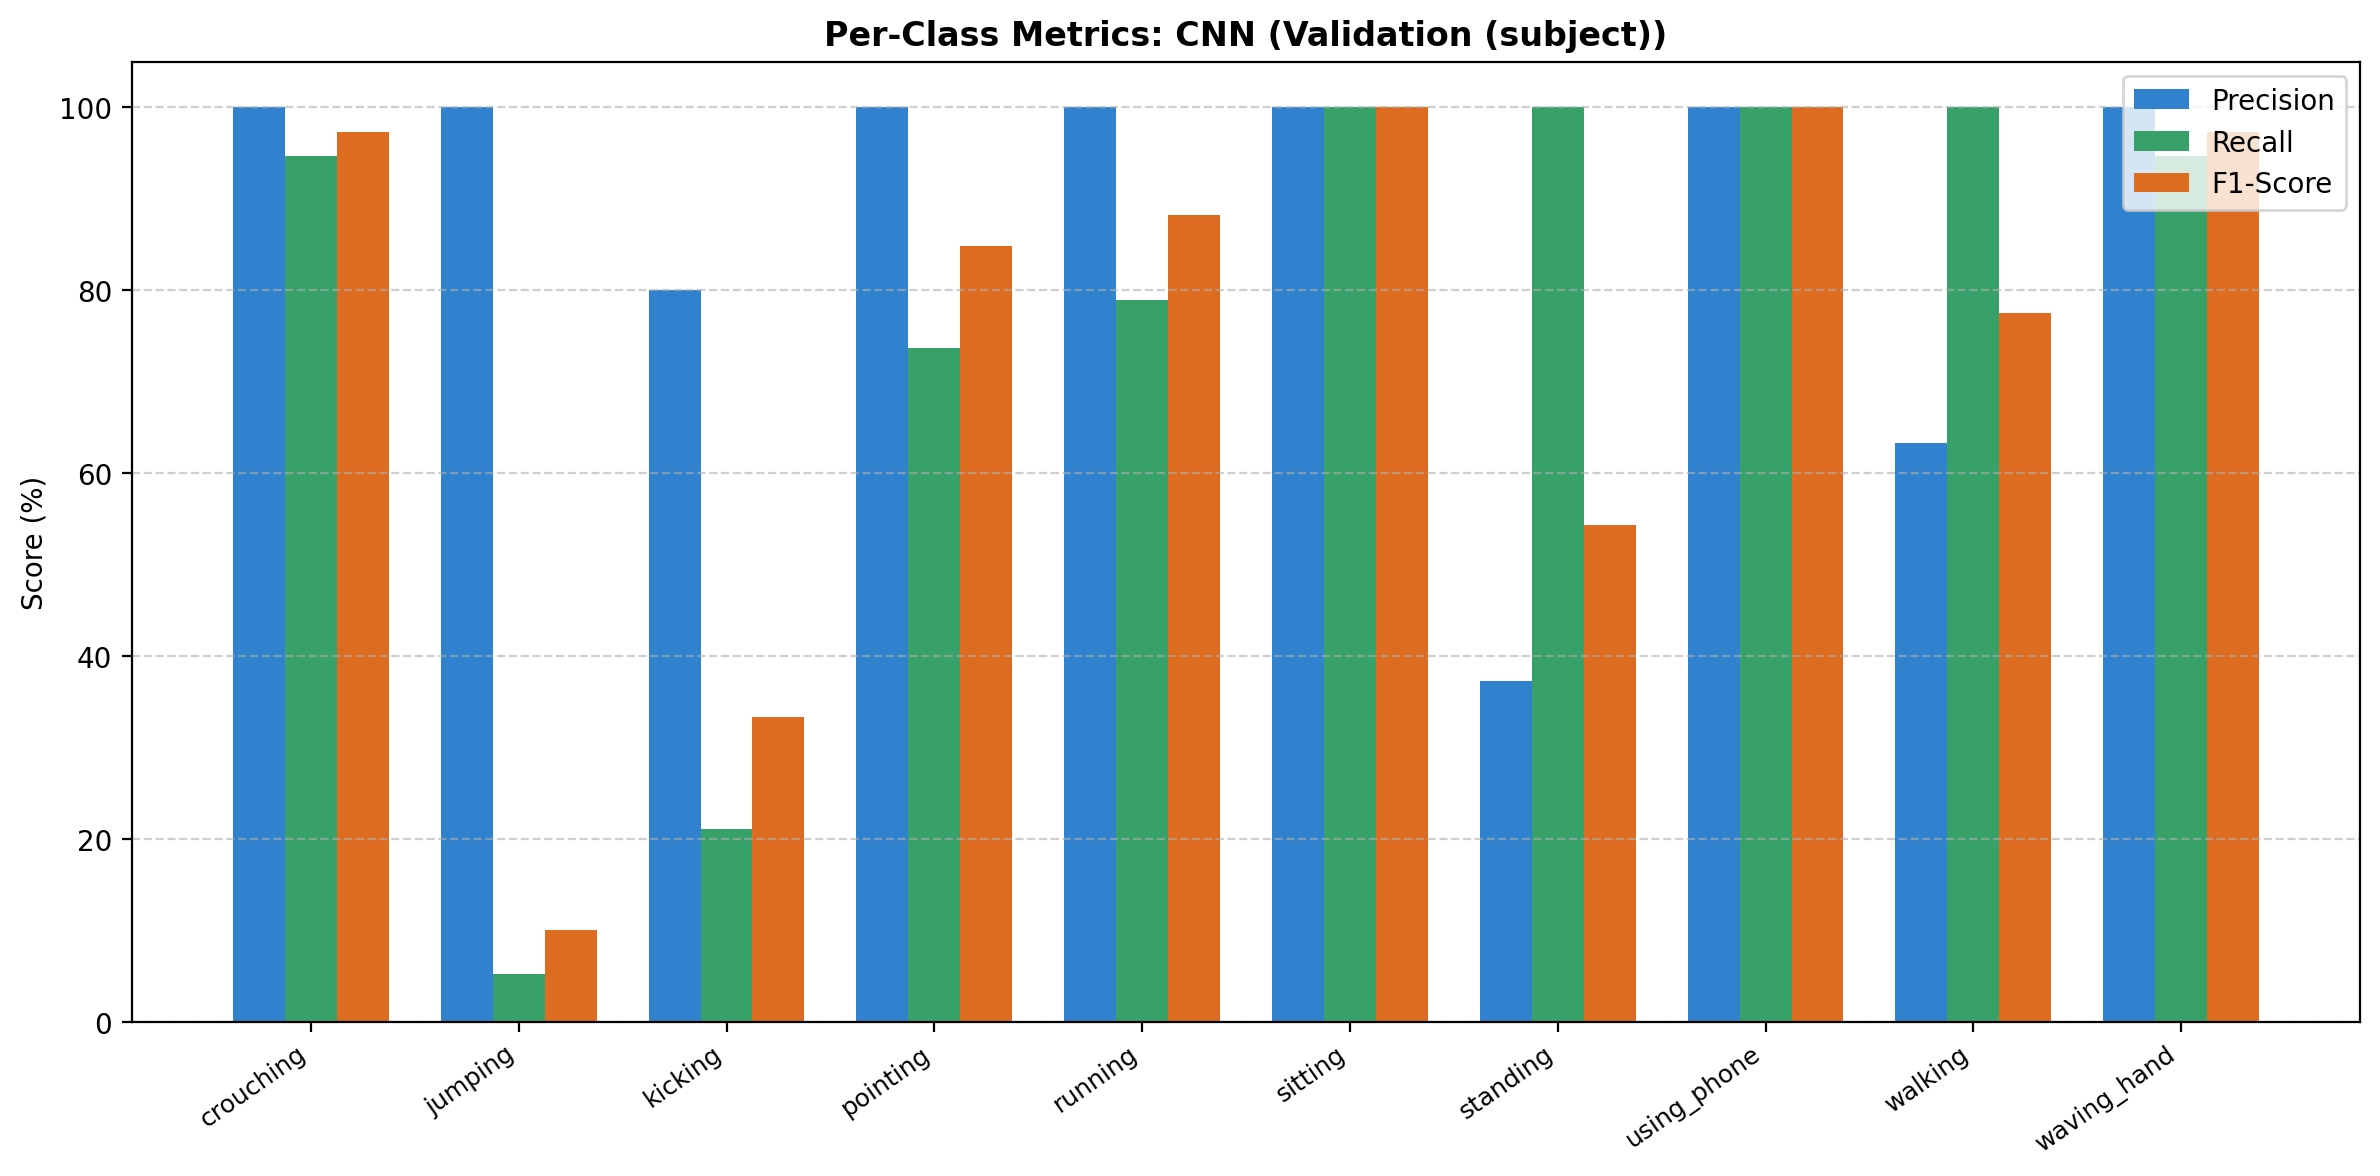 Per-Class Metrics: CNN (Validation (subject))
Precision
Recall
F1-Score
Score (%)
100
80
60
40
20
0
crouching
jumping
kicking
pointing
running
sitting
standing
using_phone
walking
waving_hand